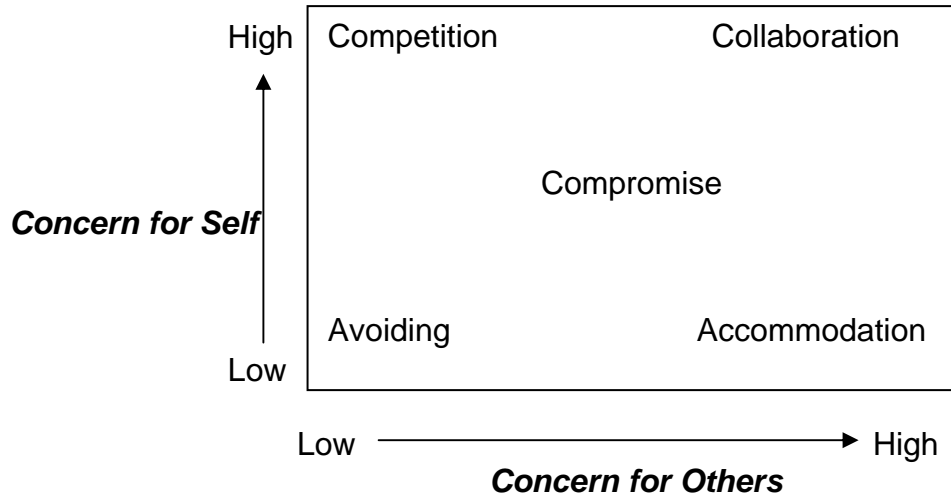 High
Competition
Collaboration
Compromise
Concern for Self
Avoiding
Accommodation
Low
Low
High
Concern for Others